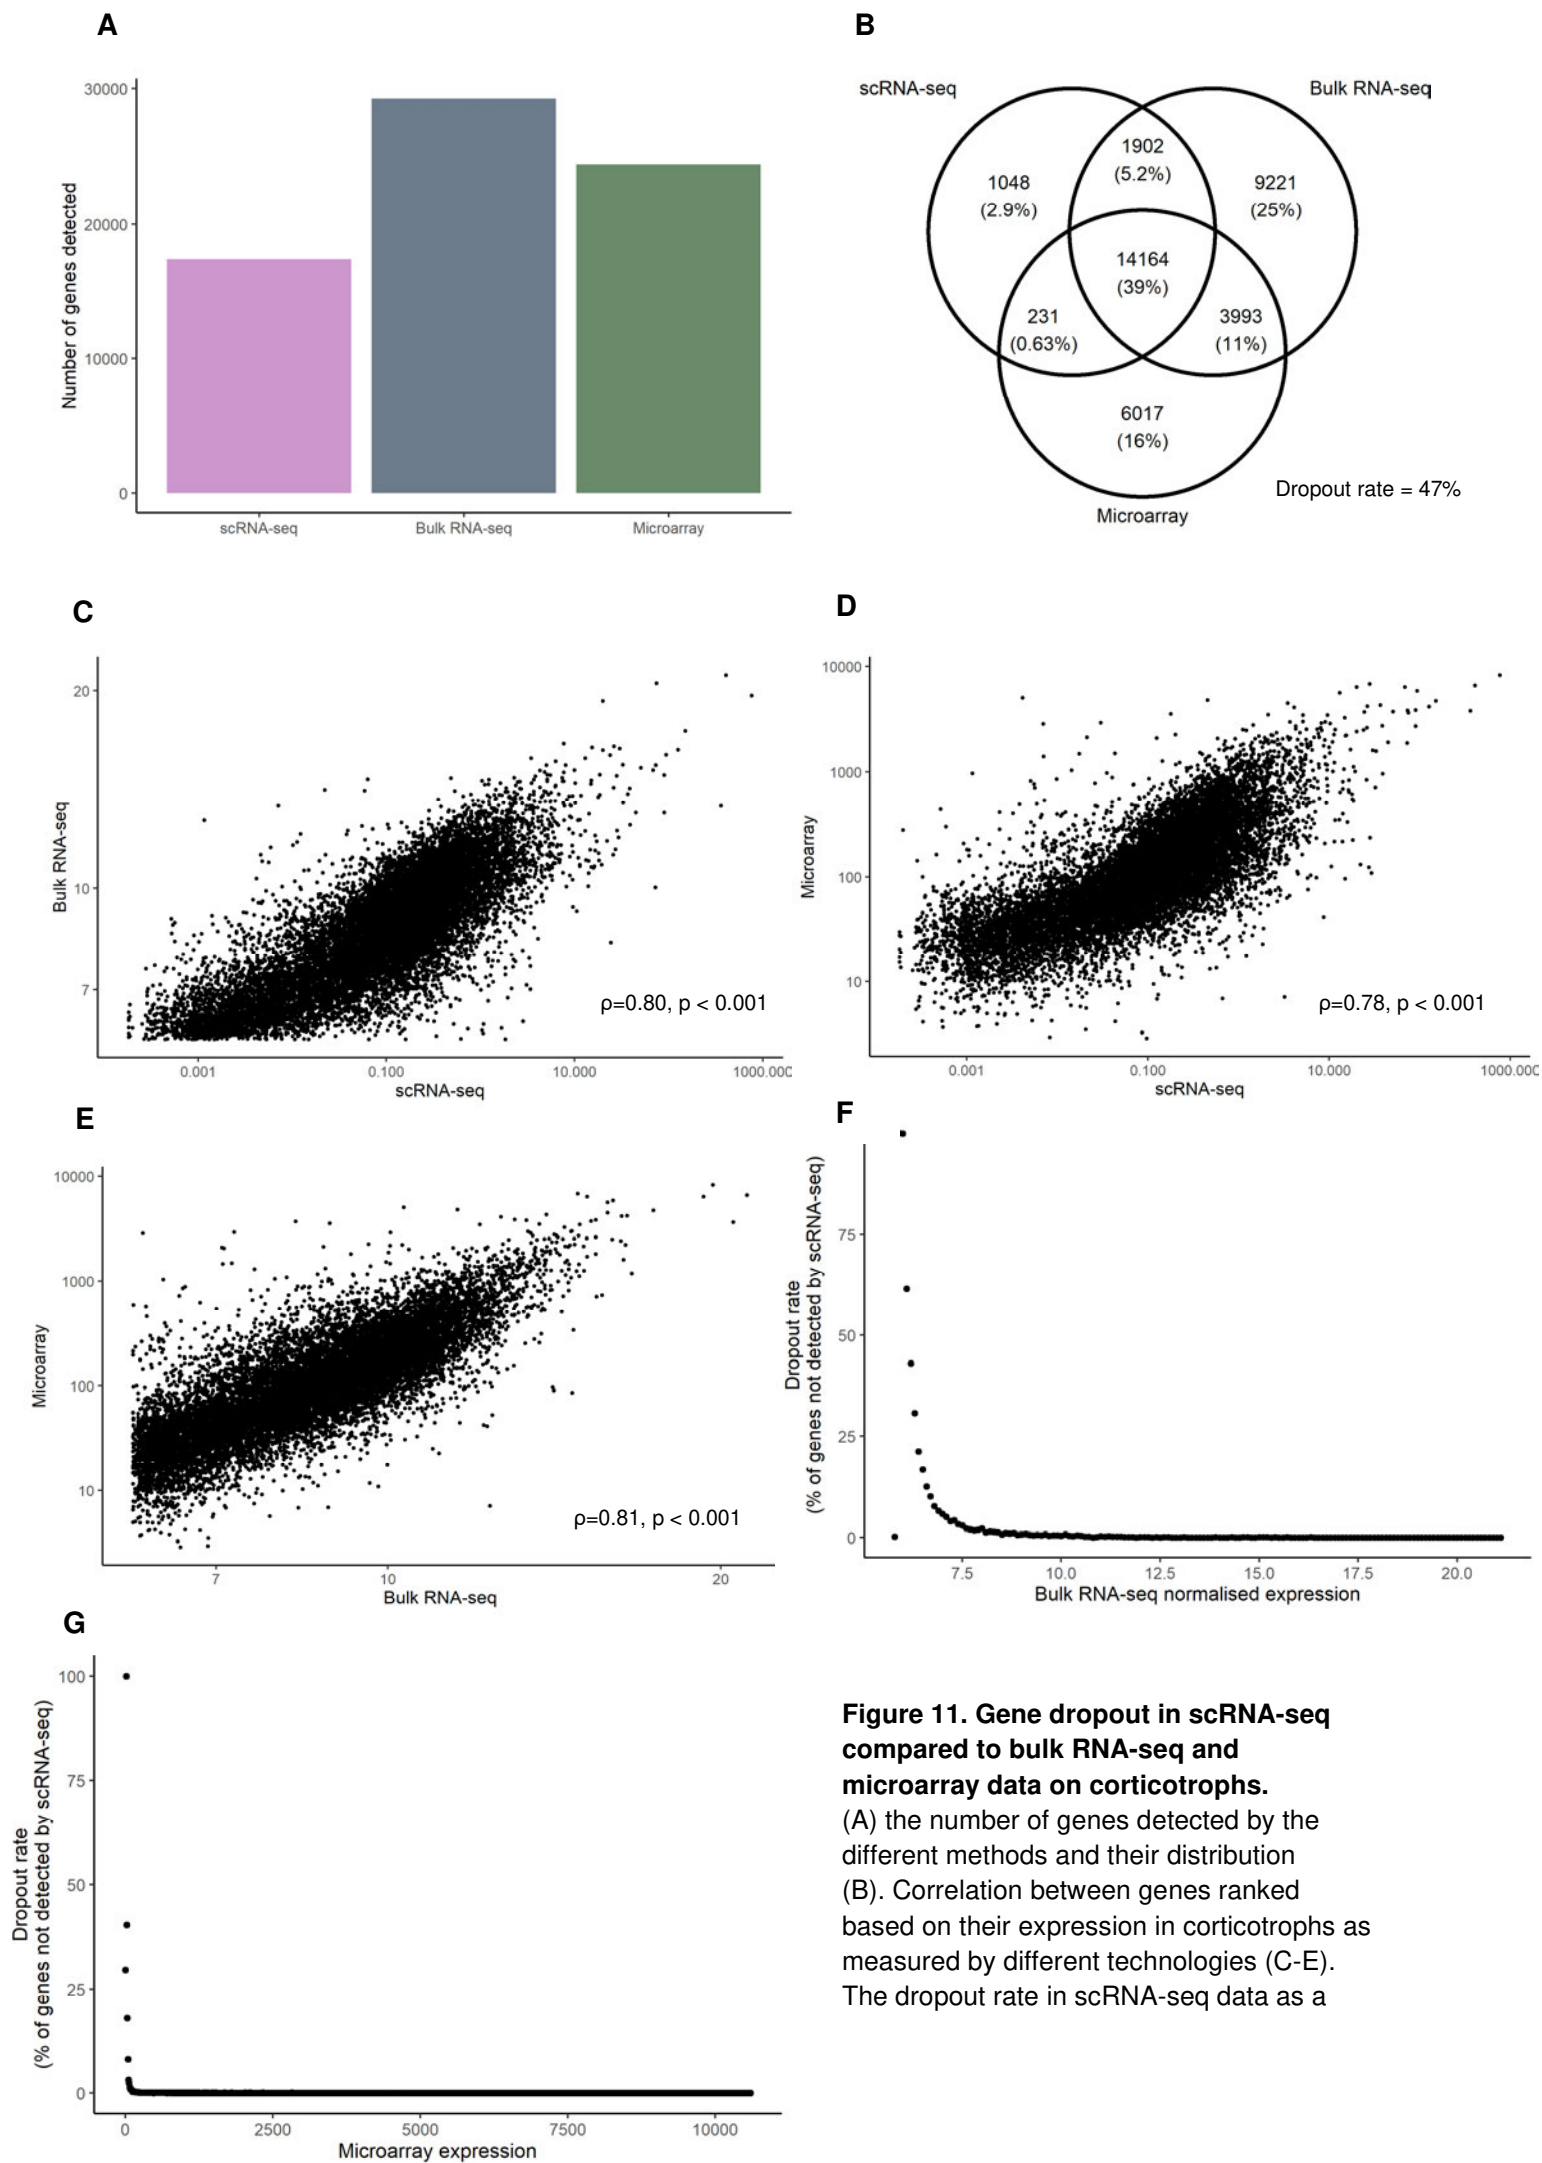 A
Number of genes detected
30000
20000
10000
0
scRNA-seq
Bulk RNA-seq
Microarray
B
scRNA-seq
Bulk RNA-seq
1902
(5.2%)
1048
(2.9%)
9221
(25%)
14164
(39%)
231
(0.63%)
3993
(11%)
6017
(16%)
Microarray
Dropout rate = 47%
C
Bulk RNA-seq
20
10
7
ρ=0.80, p < 0.001
0.001
0.100
10.000
1000.000
scRNA-seq
D
Microarray
10000
1000
100
10
ρ=0.78, p < 0.001
0.001
0.100
10.000
1000.000
scRNA-seq
E
Microarray
10000
1000
100
10
ρ=0.81, p < 0.001
7
10
20
Bulk RNA-seq
F
Dropout rate
(% of genes not detected by scRNA-seq)
75
50
25
0
7.5
10.0
12.5
15.0
17.5
20.0
Bulk RNA-seq normalised expression
G
Dropout rate
(% of genes not detected by scRNA-seq)
100
75
50
25
0
0
2500
5000
7500
10000
Microarray expression
Figure 11. Gene dropout in scRNA-seq
compared to bulk RNA-seq and
microarray data on corticotrophs.
(A) the number of genes detected by the
different methods and their distribution
(B). Correlation between genes ranked
based on their expression in corticotrophs as
measured by different technologies (C-E).
The dropout rate in scRNA-seq data as a